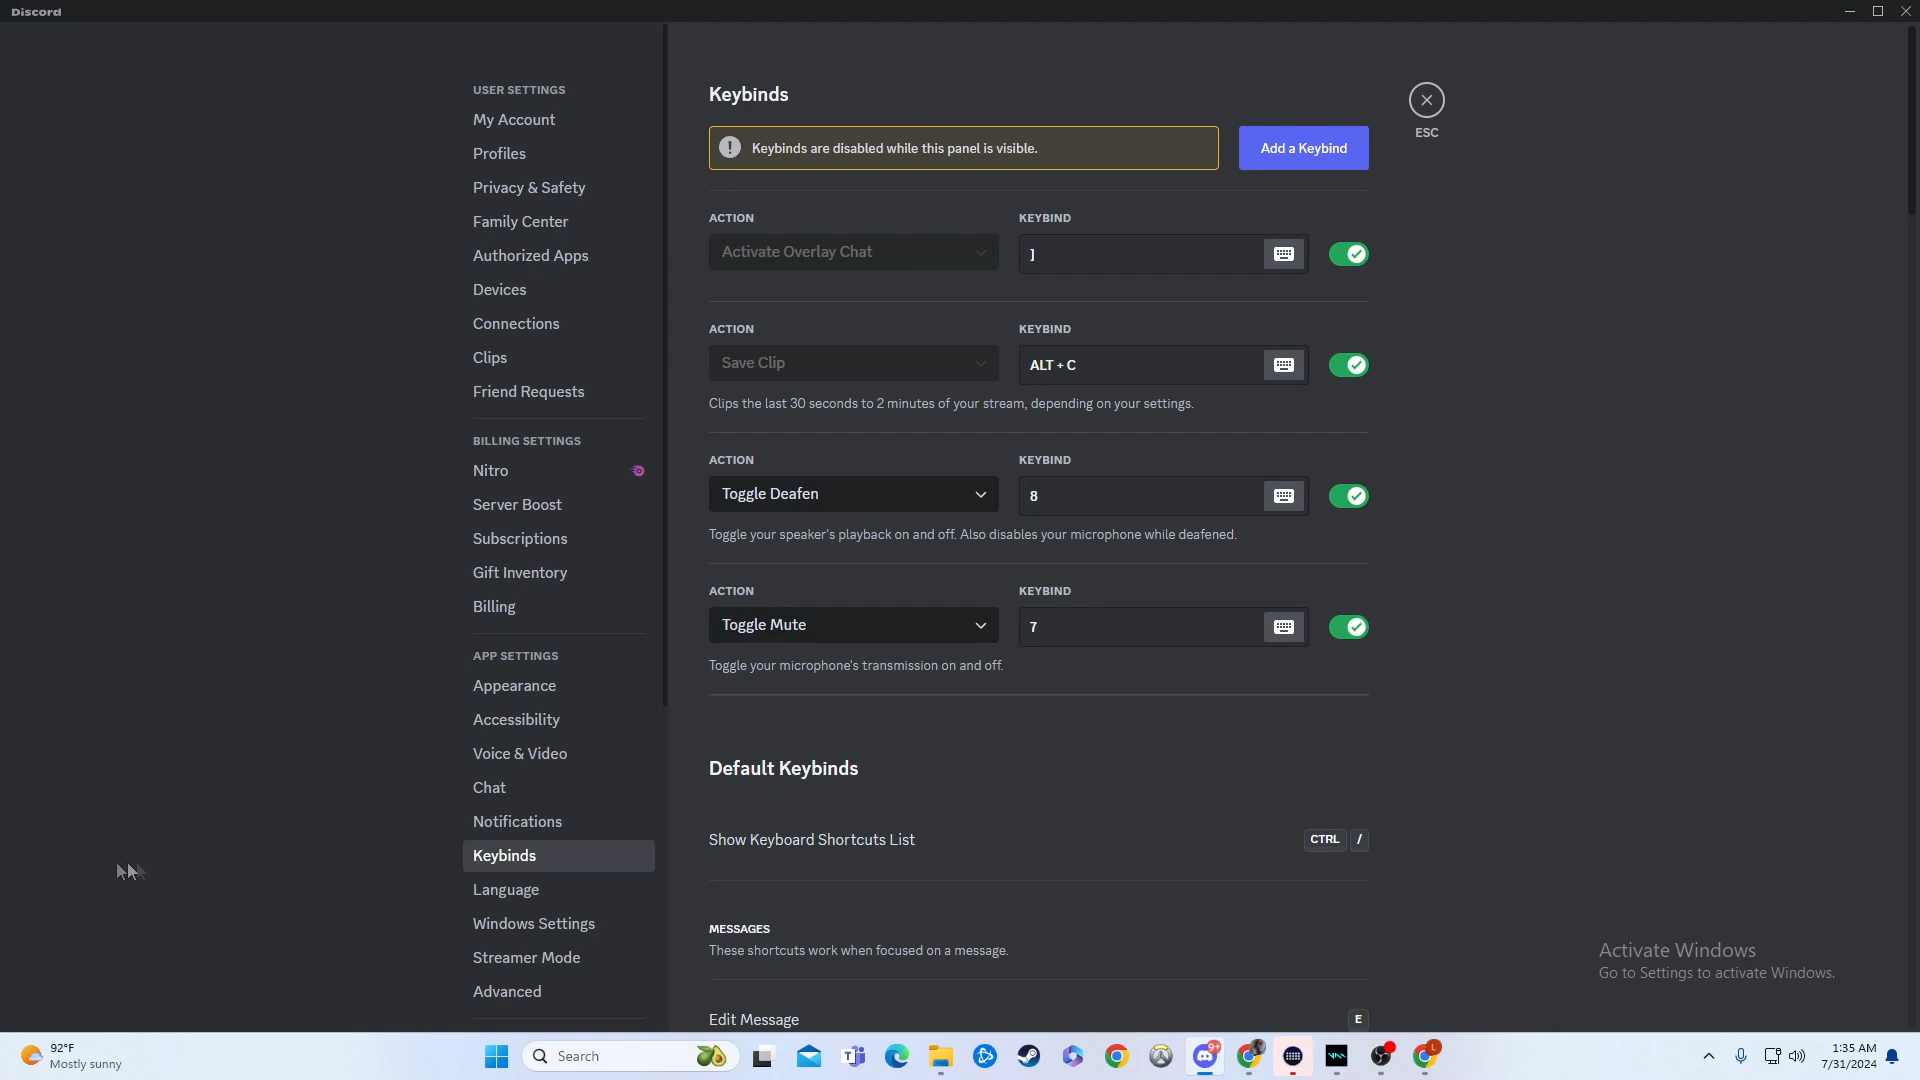 Discord
USER SETTINGS
My Account
Profiles
Privacy & Safety
Family Center
Authorized Apps
Devices
Connections
Clips
Friend Requests
BILLING SETTINGS
Nitro
Server Boost
Subscriptions
Gift Inventory
Billing
APP SETTINGS
Appearance
Accessibility
Voice & Video
Chat
Notifications
Keybinds
Language
Windows Settings
Streamer Mode
Advanced
Keybinds
Keybinds are disabled while this panel is visible.
Add a Keybind
ESC
ACTION KEYBIND
Activate Overlay Chat ]
ACTION KEYBIND
Save Clip ALT + C
Clips the last 30 seconds to 2 minutes of your stream, depending on your settings.
ACTION KEYBIND
Toggle Deafen 8
Toggle your speaker's playback on and off. Also disables your microphone while deafened.
ACTION KEYBIND
Toggle Mute 7
Toggle your microphone's transmission on and off.
Default Keybinds
Show Keyboard Shortcuts List CTRL /
MESSAGES
These shortcuts work when focused on a message.
Edit Message E
Activate Windows
Go to Settings to activate Windows.
92°F
Mostly sunny
Search
9+
L
1:35 AM
7/31/2024